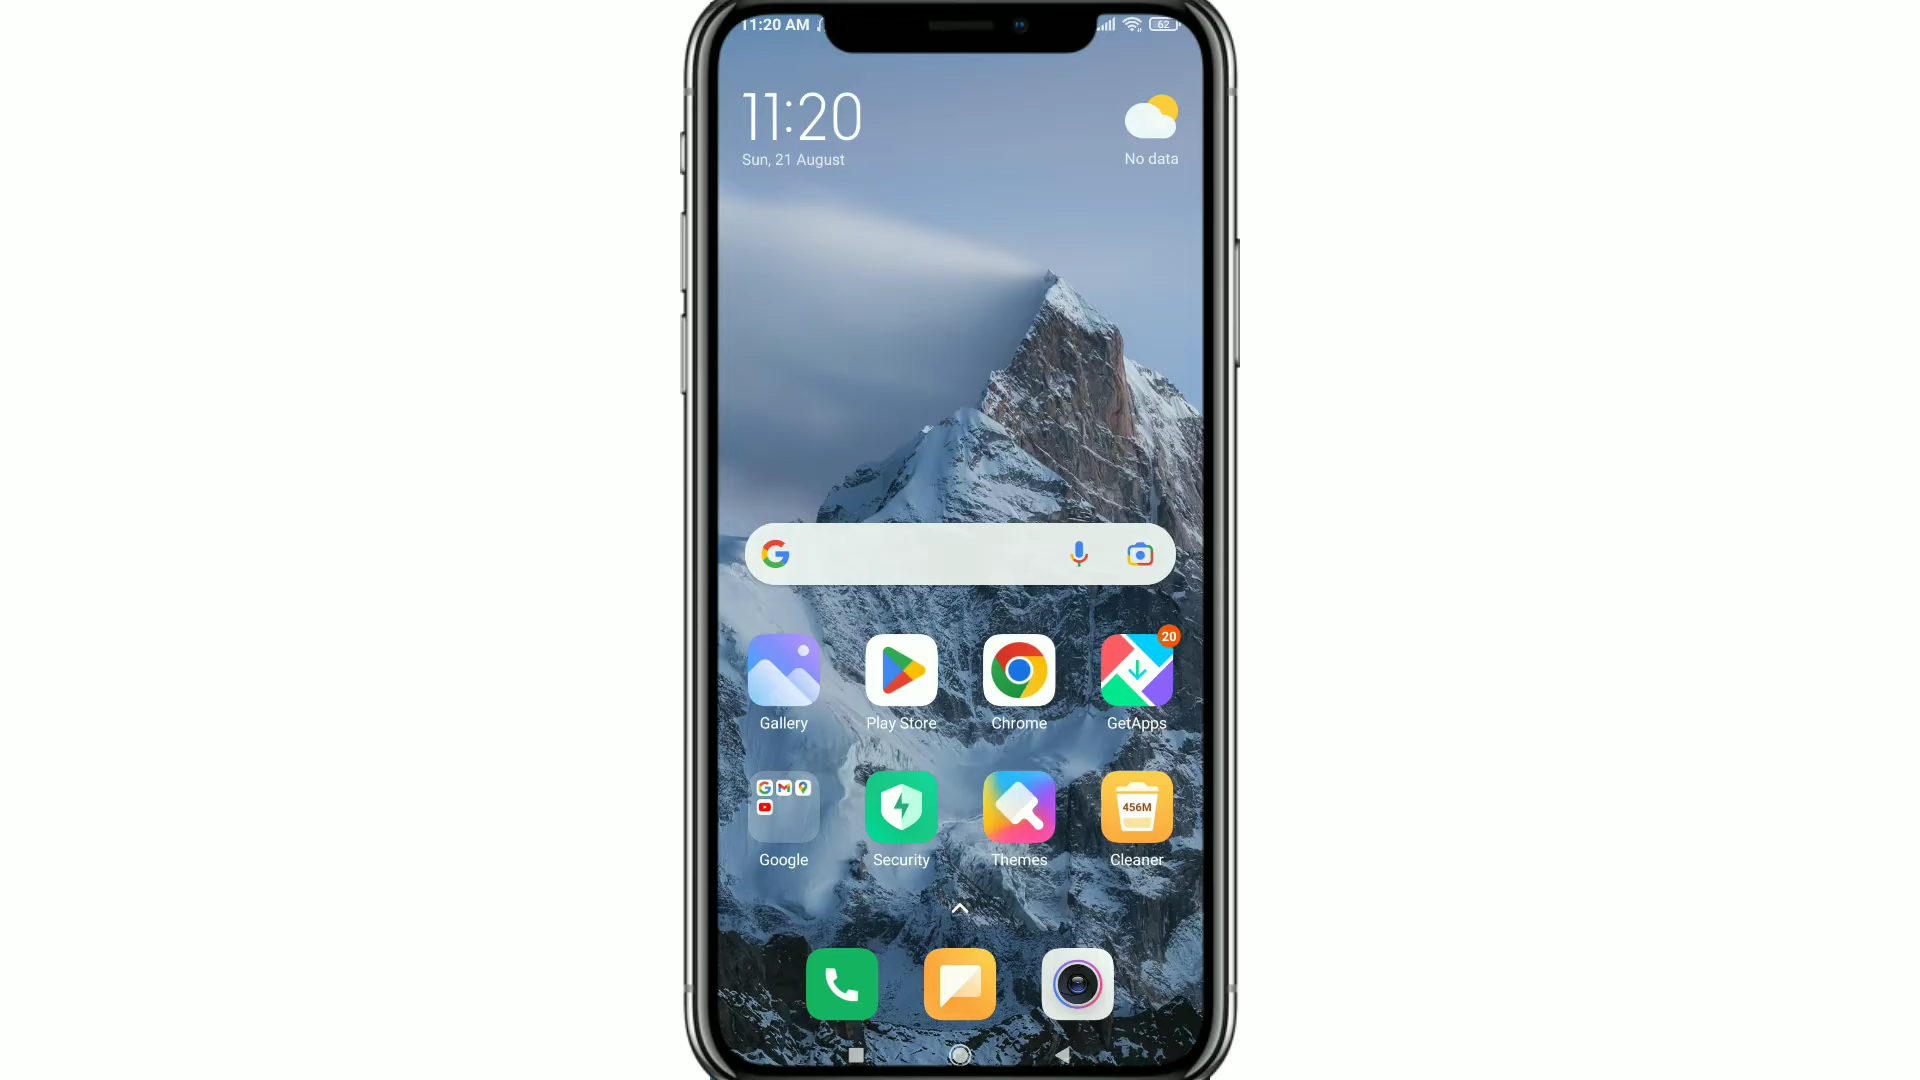 11:20 AM
62
11:20
Sun, 21 August
No data
20
Gallery
Play Store
Chrome
GetApps
456M
Google
Security
Themes
Cleaner